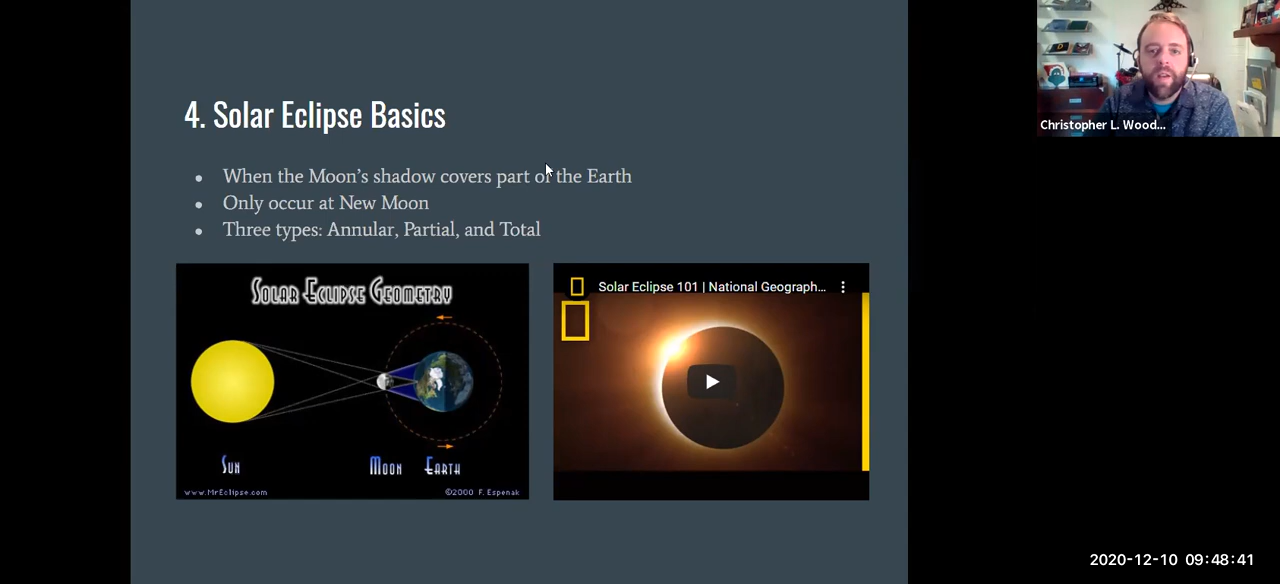 4. Solar Eclipse Basics
When the Moon's shadow covers part of the Earth
Only occur at New Moon
Three types: Annular, Partial, and Total
Solar Eclipse Geometry
Sun
Moon
Earth
www.MrEclipse.com
©2000 F. Espenak
Solar Eclipse 101 | National Geograph...
Christopher L. Wood...
2020-12-10 09:48:41